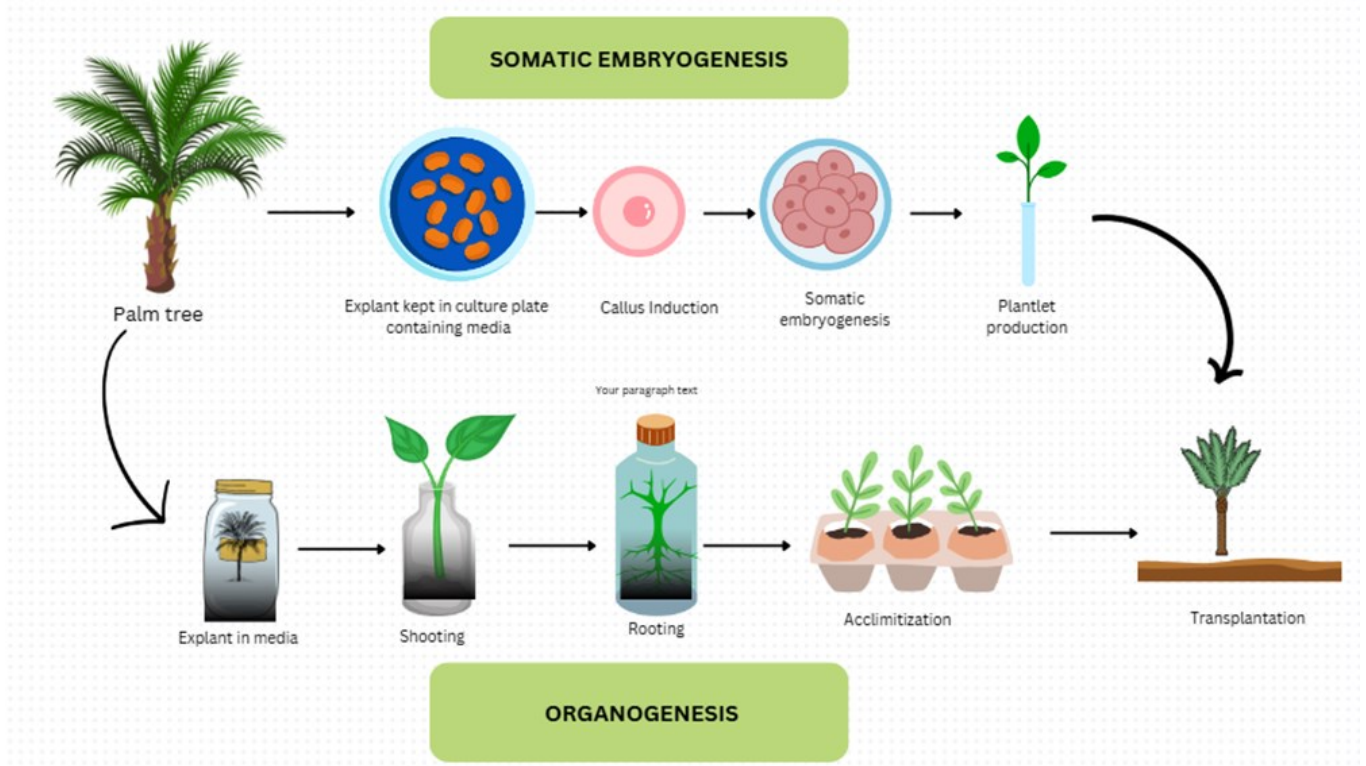 SOMATIC EMBRYOGENESIS
Palm tree
Explant kept in culture plate
containing media
Callus Induction
Somatic
embryogenesis
Plantlet
production
Your paragraph text
Explant in media
Shooting
Rooting
Acclimitization
Transplantation
ORGANOGENESIS